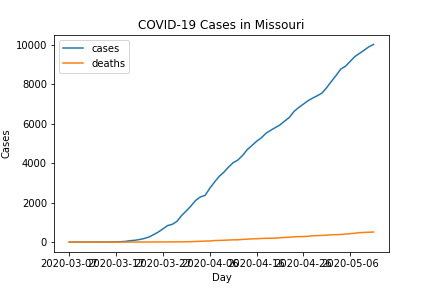 COVID-19 Cases in Missouri
cases
deaths
10000
8000
6000
4000
2000
0
Cases
2020-03-07
2020-03-17
2020-03-27
2020-04-06
2020-04-16
2020-04-26
2020-05-06
Day